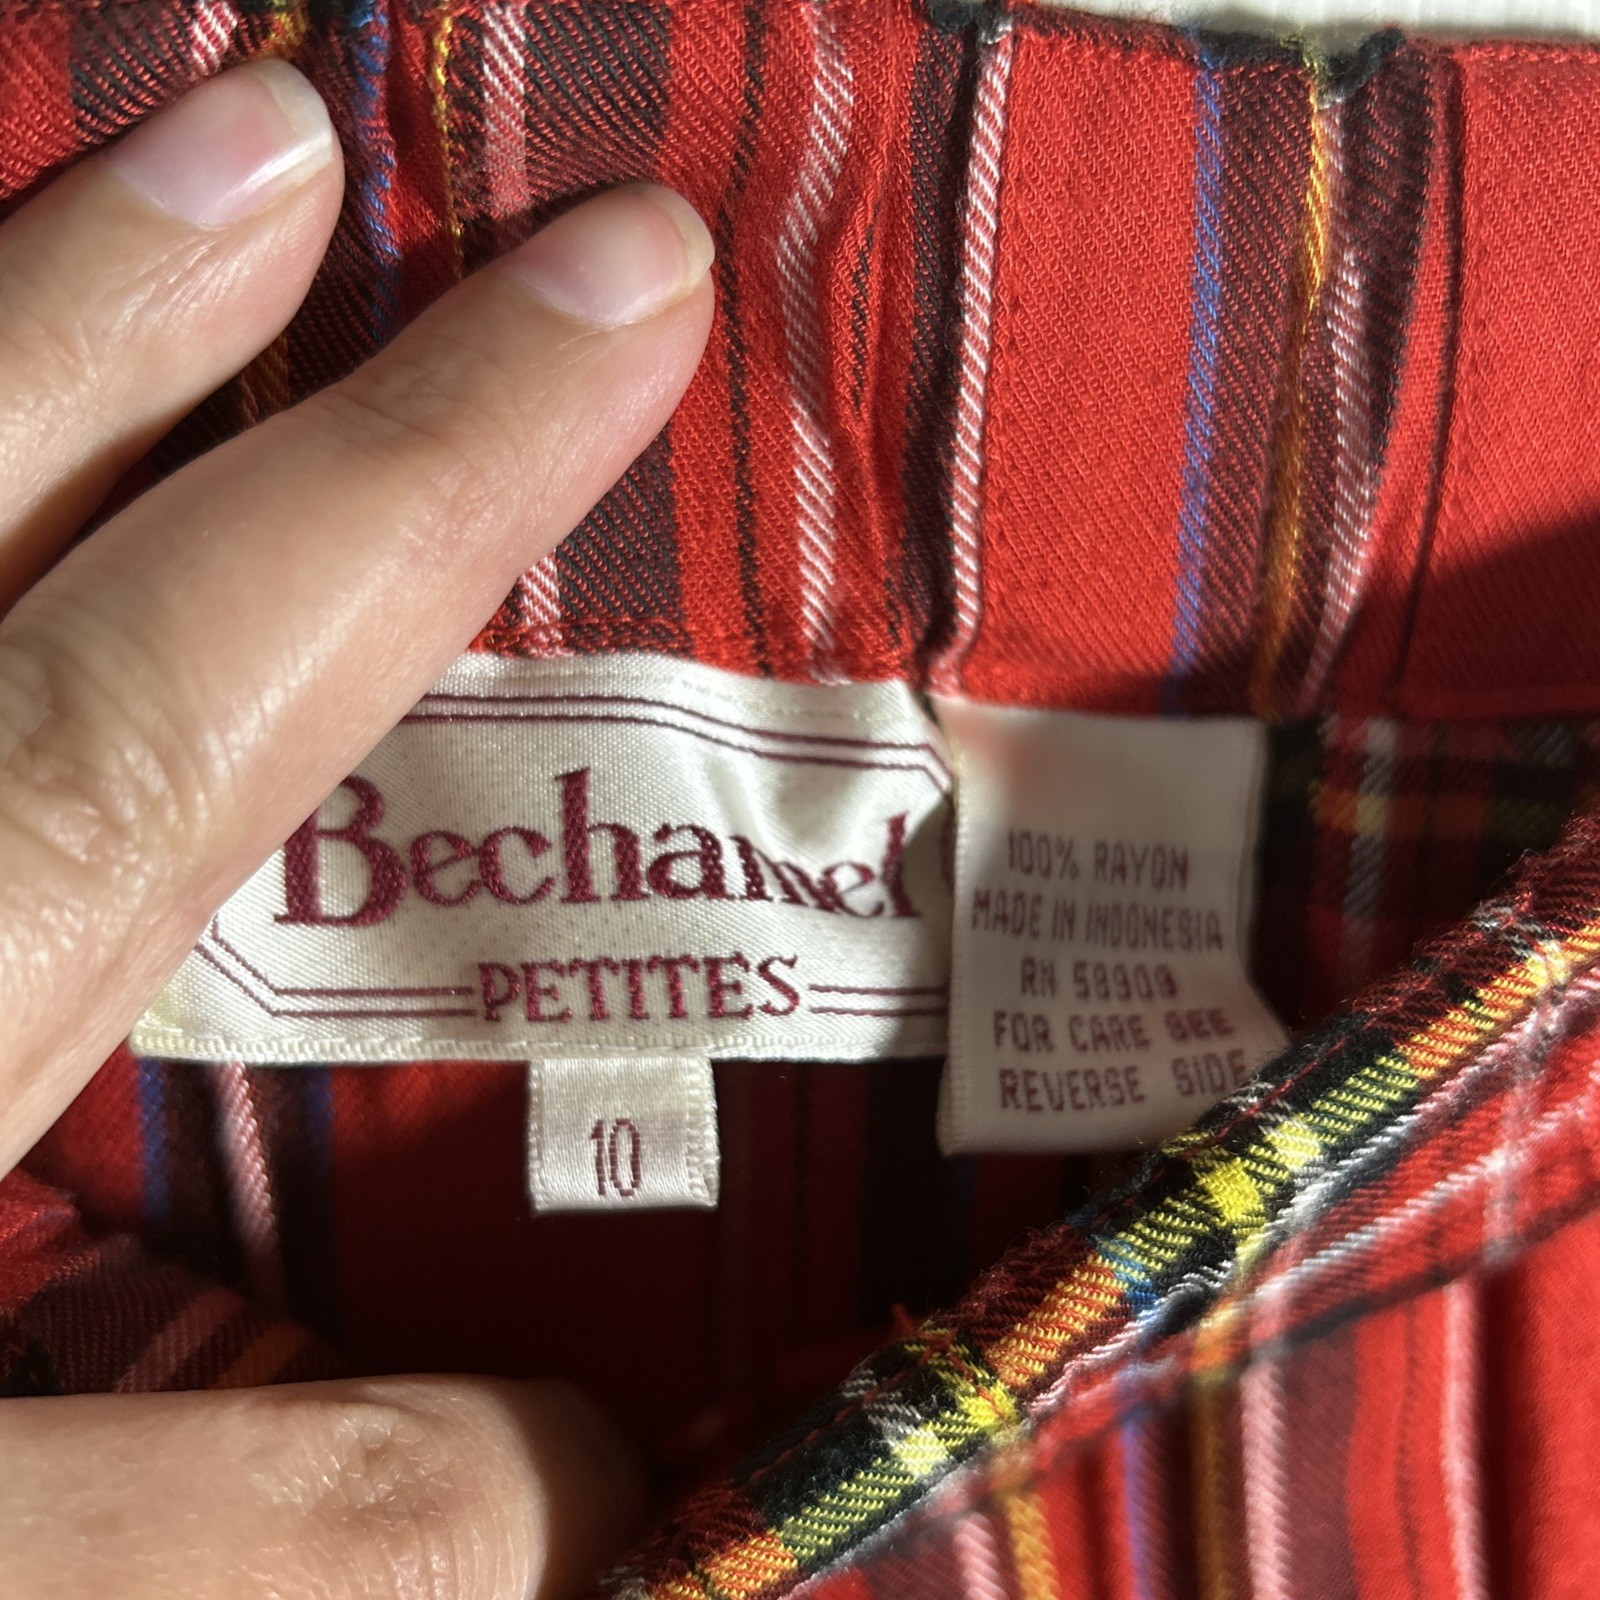 Bechamel
PETITES
10
100% RAYON
MADE IN INDONESIA
RN 58909
FOR CARE SEE
REVERSE SIDE